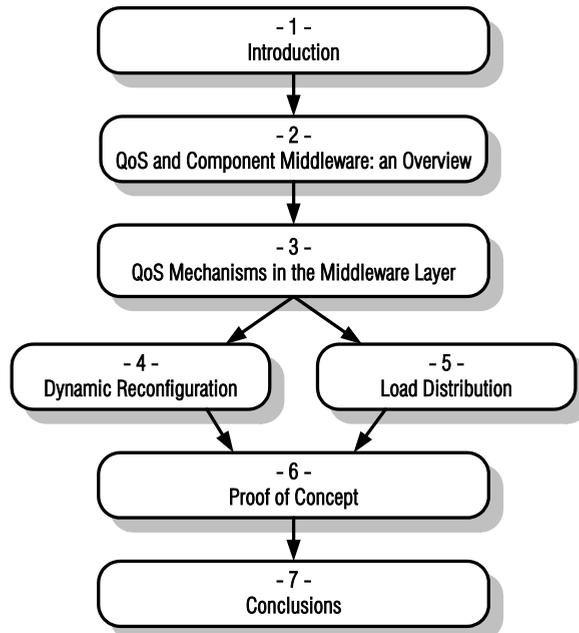 - 1 -
Introduction
- 2 -
QoS and Component Middleware: an Overview
- 3 -
QoS Mechanisms in the Middleware Layer
- 4 -
Dynamic Reconfiguration
- 5 -
Load Distribution
- 6 -
Proof of Concept
- 7 -
Conclusions